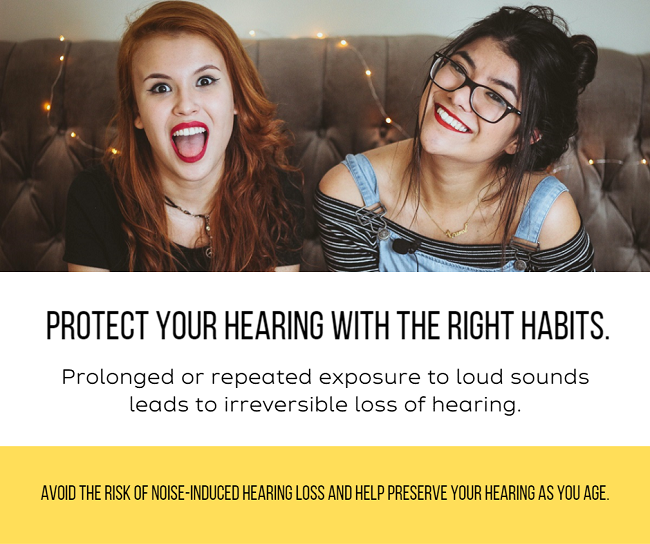 PROTECT YOUR HEARING WITH THE RIGHT HABITS.
Prolonged or repeated exposure to loud sounds
leads to irreversible loss of hearing.
AVOID THE RISK OF NOISE-INDUCED HEARING LOSS AND HELP PRESERVE YOUR HEARING AS YOU AGE.